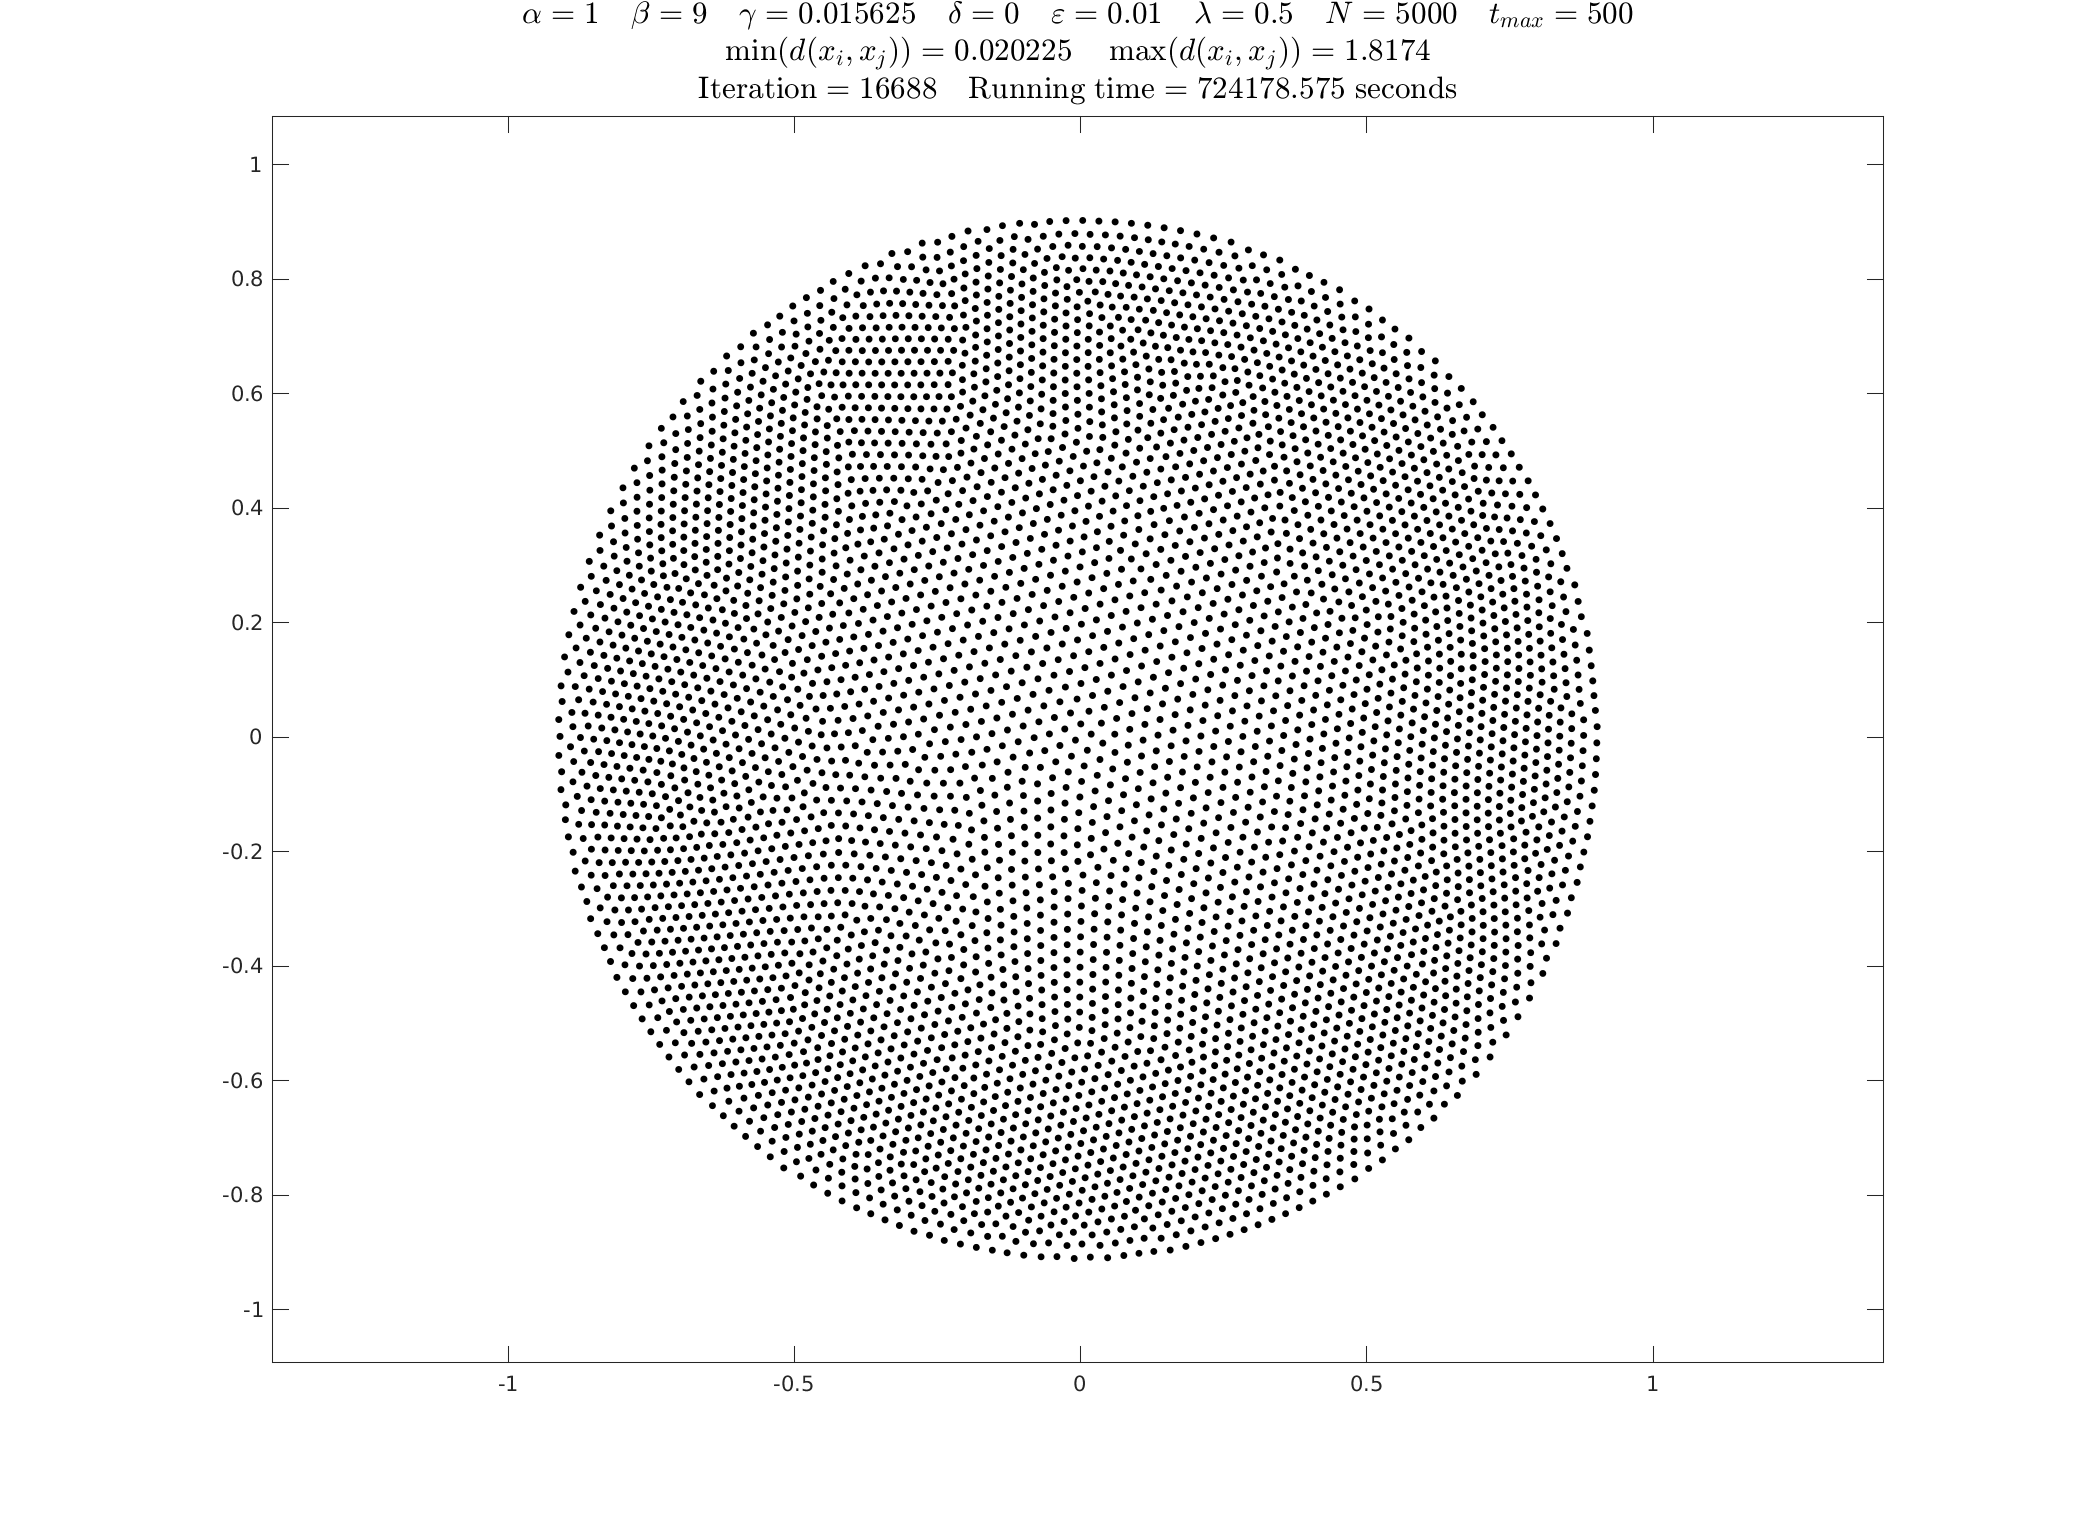 α = 1 β = 9 γ = 0.015625 δ = 0 ε = 0.01 λ = 0.5 N = 5000 t_{max} = 500
min(d(x_i, x_j)) = 0.020225 max(d(x_i, x_j)) = 1.8174
Iteration = 16688 Running time = 724178.575 seconds
1
0.8
0.6
0.4
0.2
0
-0.2
-0.4
-0.6
-0.8
-1
-1 -0.5 0 0.5 1